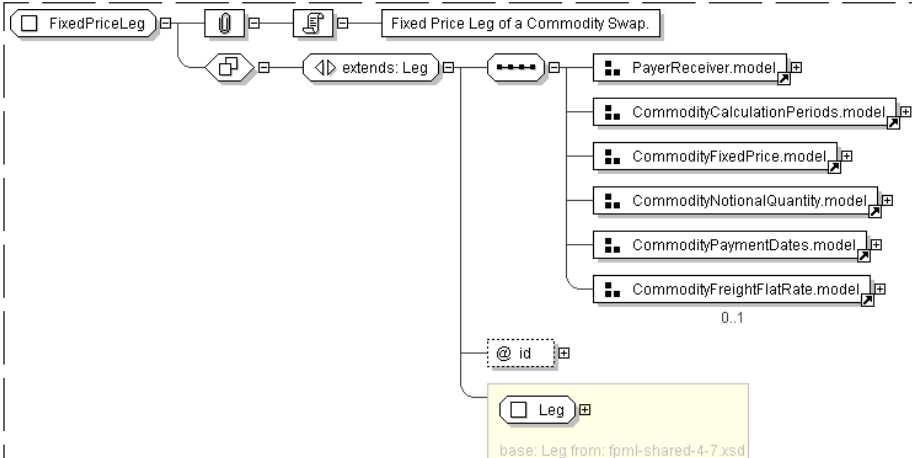 FixedPriceLeg
Fixed Price Leg of a Commodity Swap.
extends: Leg
PayerReceiver.model
CommodityCalculationPeriods.model
CommodityFixedPrice.model
CommodityNotionalQuantity.model
CommodityPaymentDates.model
CommodityFreightFlatRate.model
0..1
@ id
Leg
base: Leg from: fpml-shared-4-7.xsd